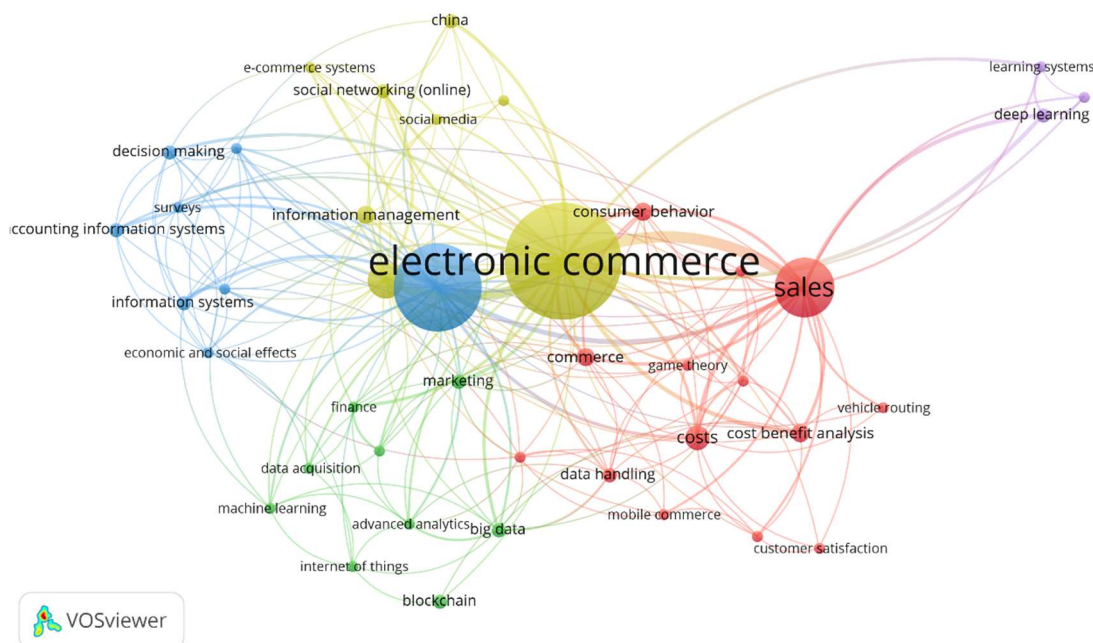 china
e-commerce systems
learning systems
social networking (online)
deep learning
social media
decision making
surveys
information management
consumer behavior
ccounting information systems
electronic commerce
sales
information systems
economic and social effects
commerce
game theory
marketing
finance
vehicle routing
costs
cost benefit analysis
data acquisition
data handling
machine learning
mobile commerce
advanced analytics
big data
customer satisfaction
internet of things
blockchain
VOSviewer